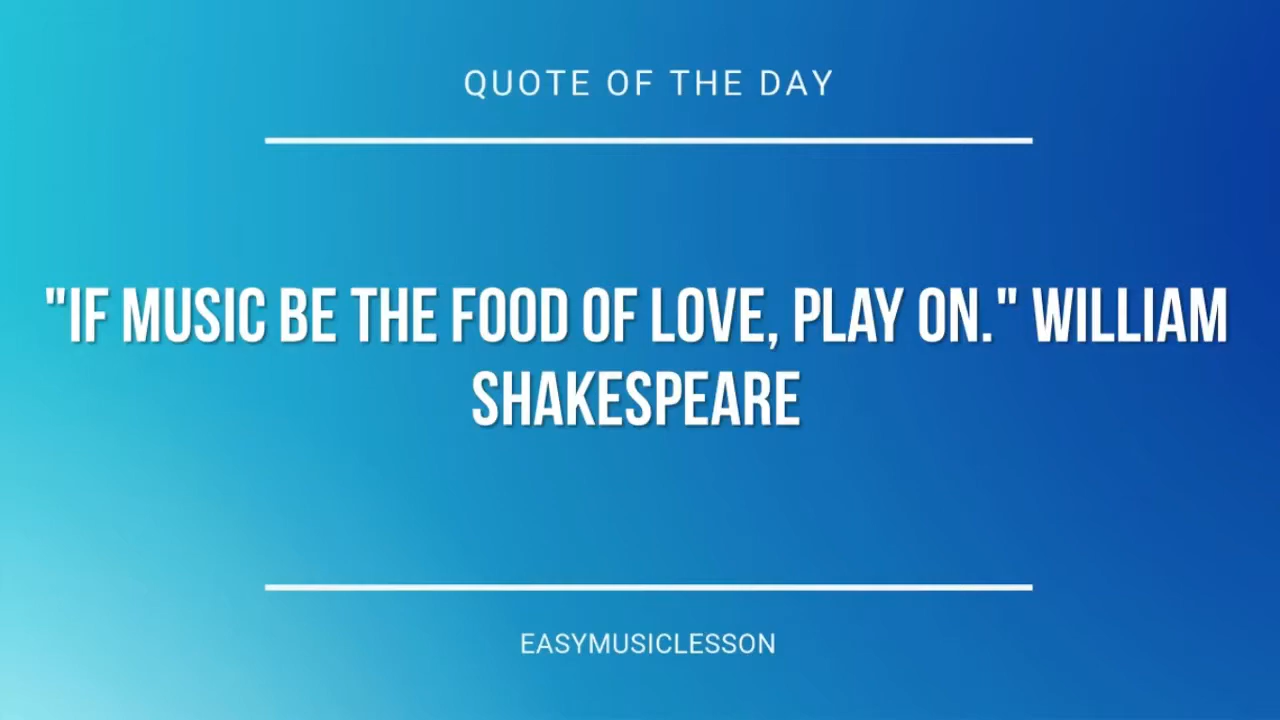 QUOTE OF THE DAY
"IF MUSIC BE THE FOOD OF LOVE, PLAY ON." WILLIAM
SHAKESPEARE
EASYMUSICLESSON